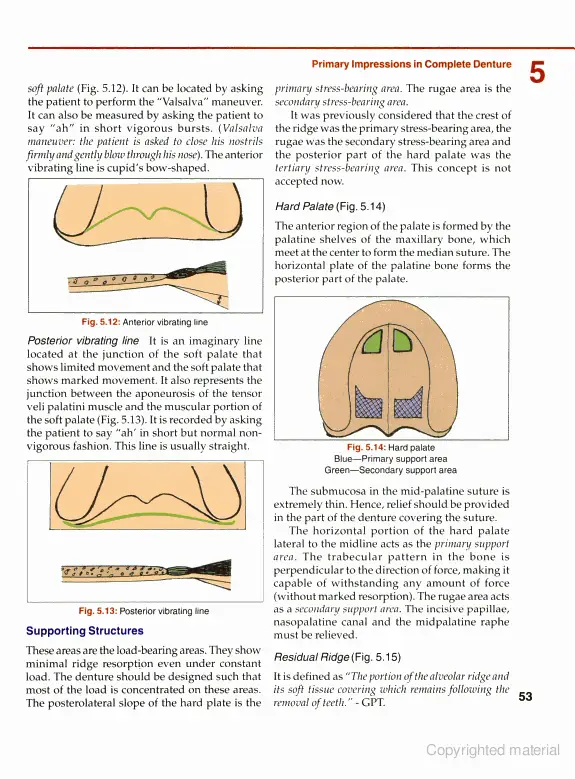 Primary Impressions in Complete Denture
5
soft palate (Fig. 5.12). It can be located by asking
the patient to perform the “Valsalva” maneuver.
It can also be measured by asking the patient to
say “ah” in short vigorous bursts. (Valsalva
maneuver: the patient is asked to close his nostrils
firmly and gently blow through his nose). The anterior
vibrating line is cupid's bow-shaped.
Fig. 5.12: Anterior vibrating line
Posterior vibrating line It is an imaginary line
located at the junction of the soft palate that
shows limited movement and the soft palate that
shows marked movement. It also represents the
junction between the aponeurosis of the tensor
veli palatini muscle and the muscular portion of
the soft palate (Fig. 5.13). It is recorded by asking
the patient to say “ah’ in short but normal non-
vigorous fashion. This line is usually straight.
Fig. 5.13: Posterior vibrating line
Supporting Structures
These areas are the load-bearing areas. They show
minimal ridge resorption even under constant
load. The denture should be designed such that
most of the load is concentrated on these areas.
The posterolateral slope of the hard plate is the
primary stress-bearing area. The rugae area is the
secondary stress-bearing area.
It was previously considered that the crest of
the ridge was the primary stress-bearing area, the
rugae was the secondary stress-bearing area and
the posterior part of the hard palate was the
tertiary stress-bearing area. This concept is not
accepted now.
Hard Palate (Fig. 5.14)
The anterior region of the palate is formed by the
palatine shelves of the maxillary bone, which
meet at the center to form the median suture. The
horizontal plate of the palatine bone forms the
posterior part of the palate.
Fig. 5.14: Hard palate
Blue—Primary support area
Green—Secondary support area
The submucosa in the mid-palatine suture is
extremely thin. Hence, relief should be provided
in the part of the denture covering the suture.
The horizontal portion of the hard palate
lateral to the midline acts as the primary support
area. The trabecular pattern in the bone is
perpendicular to the direction of force, making it
capable of withstanding any amount of force
(without marked resorption). The rugae area acts
as a secondary support area. The incisive papillae,
nasopalatine canal and the midpalatine raphe
must be relieved.
Residual Ridge (Fig. 5.15)
It is defined as “The portion of the alveolar ridge and
its soft tissue covering which remains following the
removal of teeth.” - GPT.
53
Copyrighted material